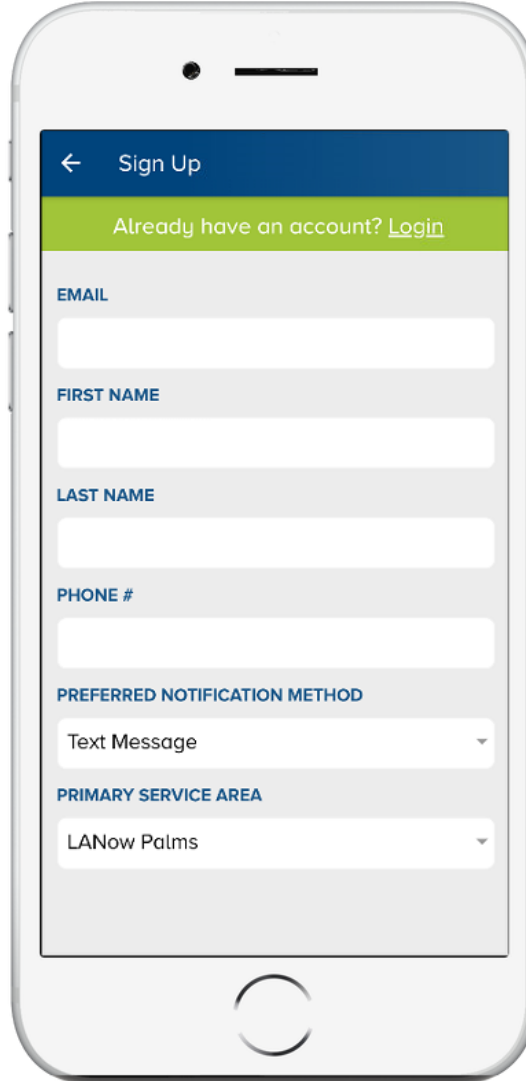 Sign Up
Already have an account? Login
EMAIL
FIRST NAME
LAST NAME
PHONE #
PREFERRED NOTIFICATION METHOD
Text Message
PRIMARY SERVICE AREA
LANow Palms